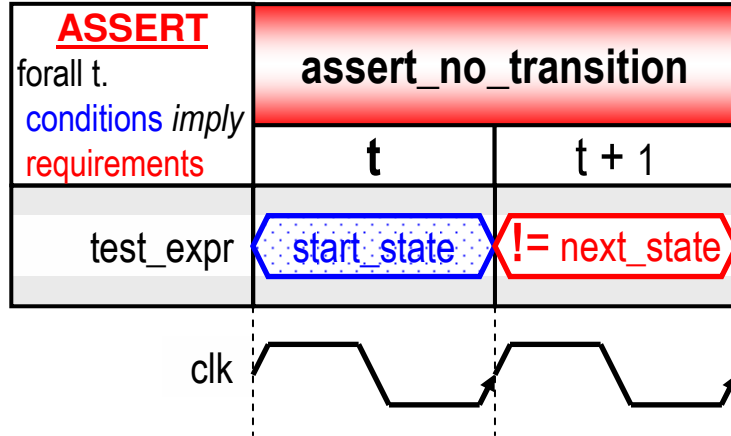 ASSERT
forall t.
conditions imply
requirements
assert_no_transition
t
t + 1
test_expr
start_state
!= next_state
clk